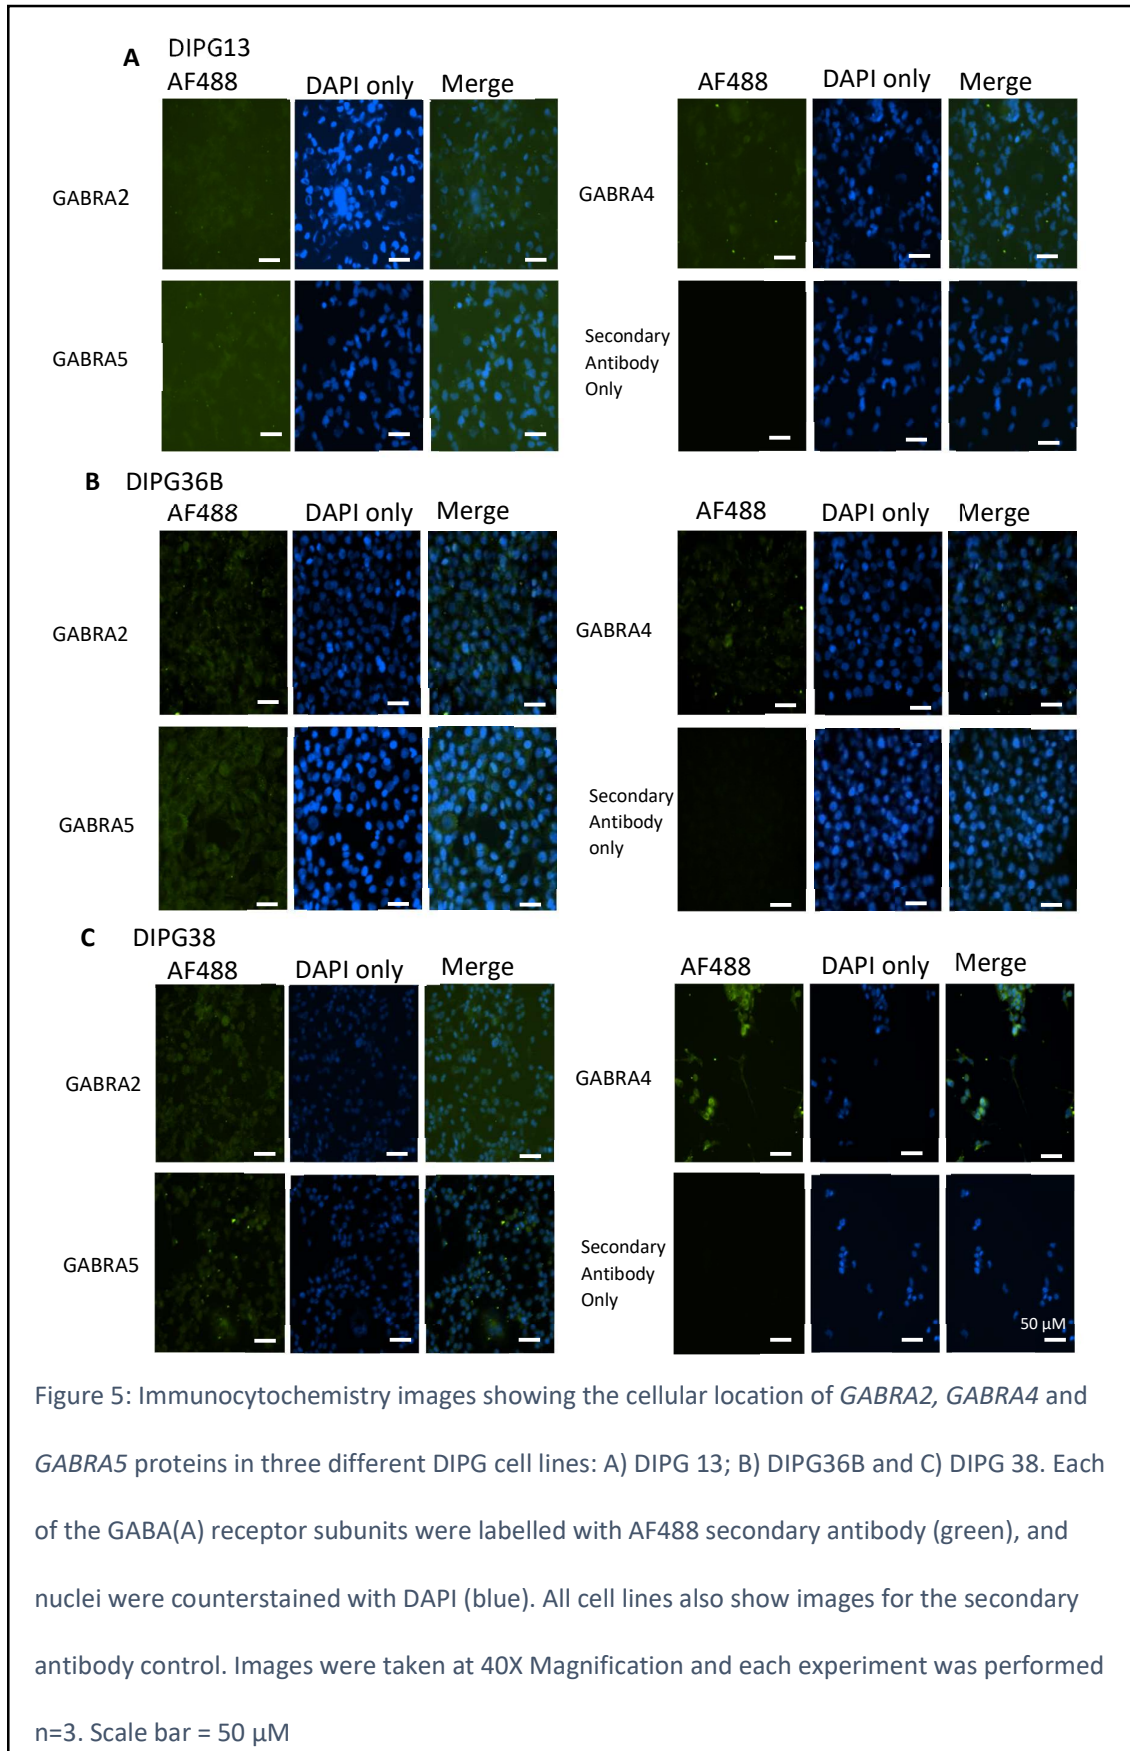 A DIPG13
AF488 DAPI only Merge
AF488 DAPI only Merge
GABRA2
GABRA4
GABRA5
Secondary
Antibody
Only
B DIPG36B
AF488 DAPI only Merge
AF488 DAPI only Merge
GABRA2
GABRA4
GABRA5
Secondary
Antibody
only
C DIPG38
AF488 DAPI only Merge
AF488 DAPI only Merge
GABRA2
GABRA4
GABRA5
Secondary
Antibody
Only
50 µM
Figure 5: Immunocytochemistry images showing the cellular location of GABRA2, GABRA4 and
GABRA5 proteins in three different DIPG cell lines: A) DIPG 13; B) DIPG36B and C) DIPG 38. Each
of the GABA(A) receptor subunits were labelled with AF488 secondary antibody (green), and
nuclei were counterstained with DAPI (blue). All cell lines also show images for the secondary
antibody control. Images were taken at 40X Magnification and each experiment was performed
n=3. Scale bar = 50 µM